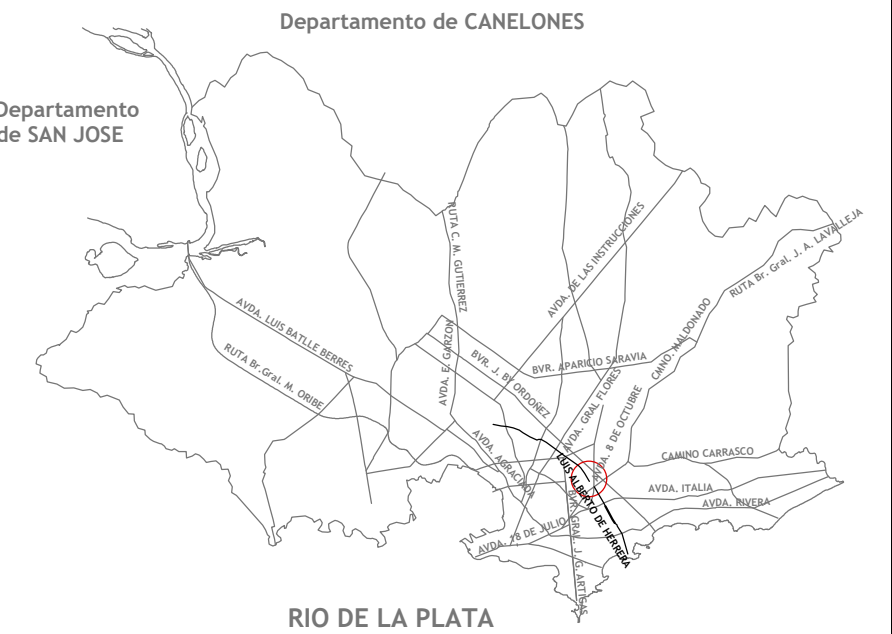 Departamento de CANELONES
Departamento
de SAN JOSE
RUTA C. M. GUTIERREZ
AVDA. DE LAS INSTRUCCIONES
RUTA Br. Gral. J. A. LAVALLEJA
AVDA. LUIS BATLLE BERRES
RUTA Br.Gral. M. ORIBE
AVDA. E. GARZON
BVR. J. BY ORDOÑEZ
BVR. APARICIO SARAVIA
CMNO. MALDONADO
AVDA. GRAL FLORES
AVDA. 8 DE OCTUBRE
AVDA. AGRACIADA
LUIS ALBERTO DE HERRERA
CAMINO CARRASCO
AVDA. ITALIA
AVDA. RIVERA
AVDA. 18 DE JULIO
BVR. GRAL. J. G. ARTIGAS
RIO DE LA PLATA